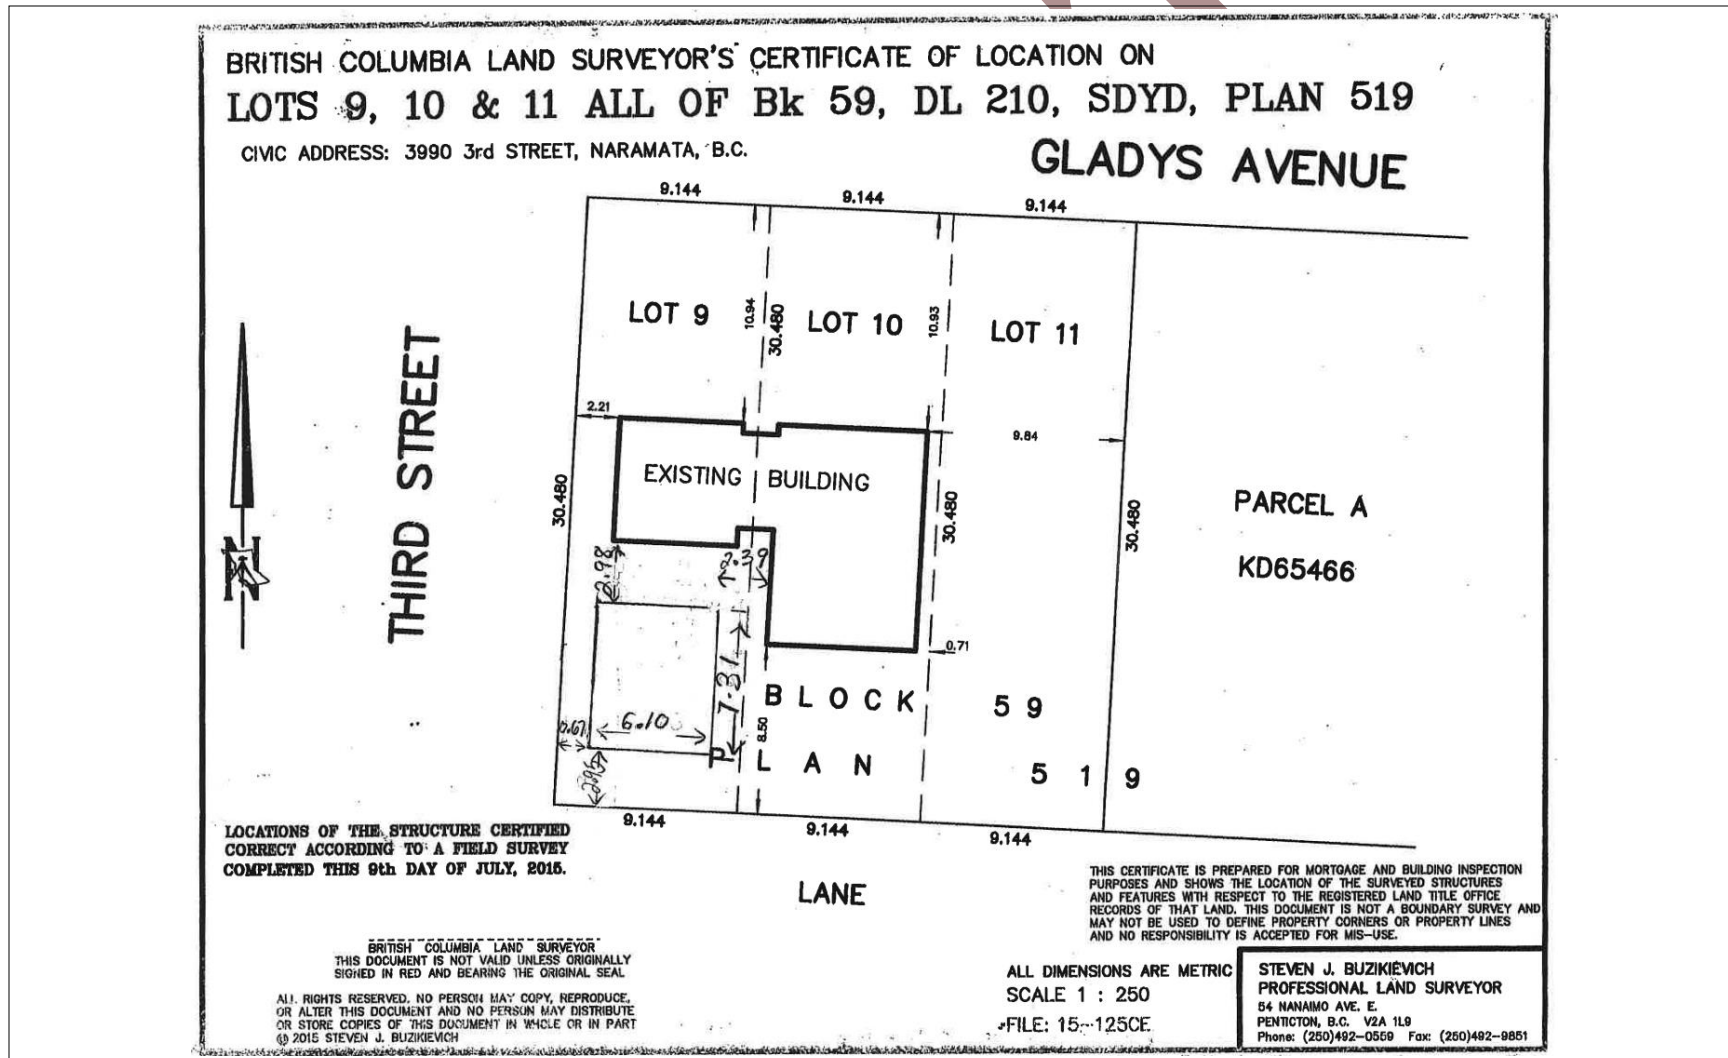 BRITISH COLUMBIA LAND SURVEYOR'S CERTIFICATE OF LOCATION ON
LOTS 9, 10 & 11 ALL OF Bk 59, DL 210, SDYD, PLAN 519
CIVIC ADDRESS: 3990 3rd STREET, NARAMATA, B.C.
GLADYS AVENUE
9.144
9.144
9.144
LOT 9
10.94
30.480
LOT 10
10.93
LOT 11
THIRD STREET
2.21
9.84
EXISTING BUILDING
30.480
30.480
30.480
PARCEL A
KD65466
N
2.98
2.39
0.71
7.31
BLOCK 59
6.10
8.50
PLAN 519
9.144
9.144
9.144
LOCATIONS OF THE STRUCTURE CERTIFIED
CORRECT ACCORDING TO A FIELD SURVEY
COMPLETED THIS 9th DAY OF JULY, 2015.
LANE
THIS CERTIFICATE IS PREPARED FOR MORTGAGE AND BUILDING INSPECTION
PURPOSES AND SHOWS THE LOCATION OF THE SURVEYED STRUCTURES
AND FEATURES WITH RESPECT TO THE REGISTERED LAND TITLE OFFICE
RECORDS OF THAT LAND. THIS DOCUMENT IS NOT A BOUNDARY SURVEY AND
MAY NOT BE USED TO DEFINE PROPERTY CORNERS OR PROPERTY LINES
AND NO RESPONSIBILITY IS ACCEPTED FOR MIS-USE.
BRITISH COLUMBIA LAND SURVEYOR
THIS DOCUMENT IS NOT VALID UNLESS ORIGINALLY
SIGNED IN RED AND BEARING THE ORIGINAL SEAL
ALL RIGHTS RESERVED. NO PERSON MAY COPY, REPRODUCE,
OR ALTER THIS DOCUMENT AND NO PERSON MAY DISTRIBUTE
OR STORE COPIES OF THIS DOCUMENT IN WHOLE OR IN PART
© 2015 STEVEN J. BUZIKIEVICH
ALL DIMENSIONS ARE METRIC
SCALE 1 : 250
FILE: 15-125CE
STEVEN J. BUZIKIEVICH
PROFESSIONAL LAND SURVEYOR
54 NANAIMO AVE. E.
PENTICTON, B.C. V2A 1L9
Phone: (250)492-0559 Fax: (250)492-9851